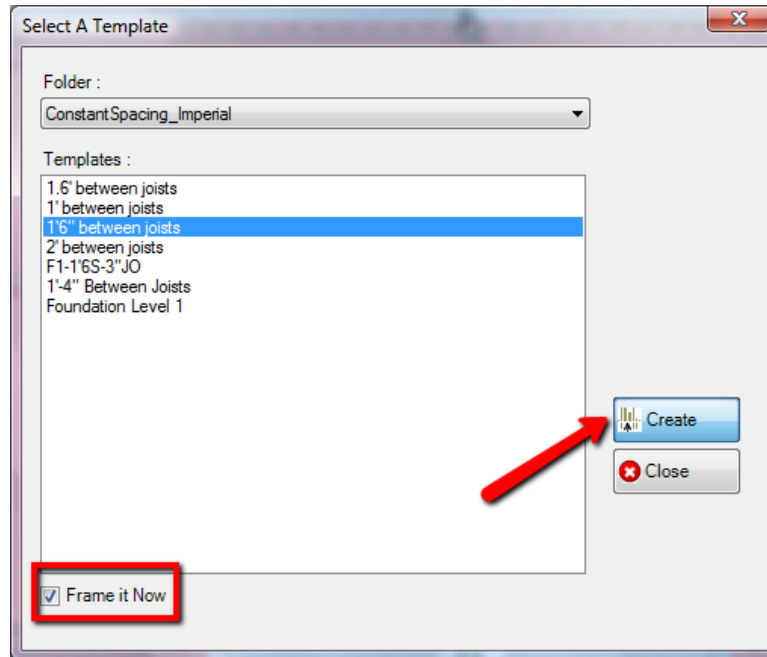 Select A Template
Folder :
ConstantSpacing_Imperial
Templates :
1.6' between joists
1' between joists
1'6" between joists
2' between joists
F1-1'6S-3"JO
1'-4" Between Joists
Foundation Level 1
Create
Close
Frame it Now